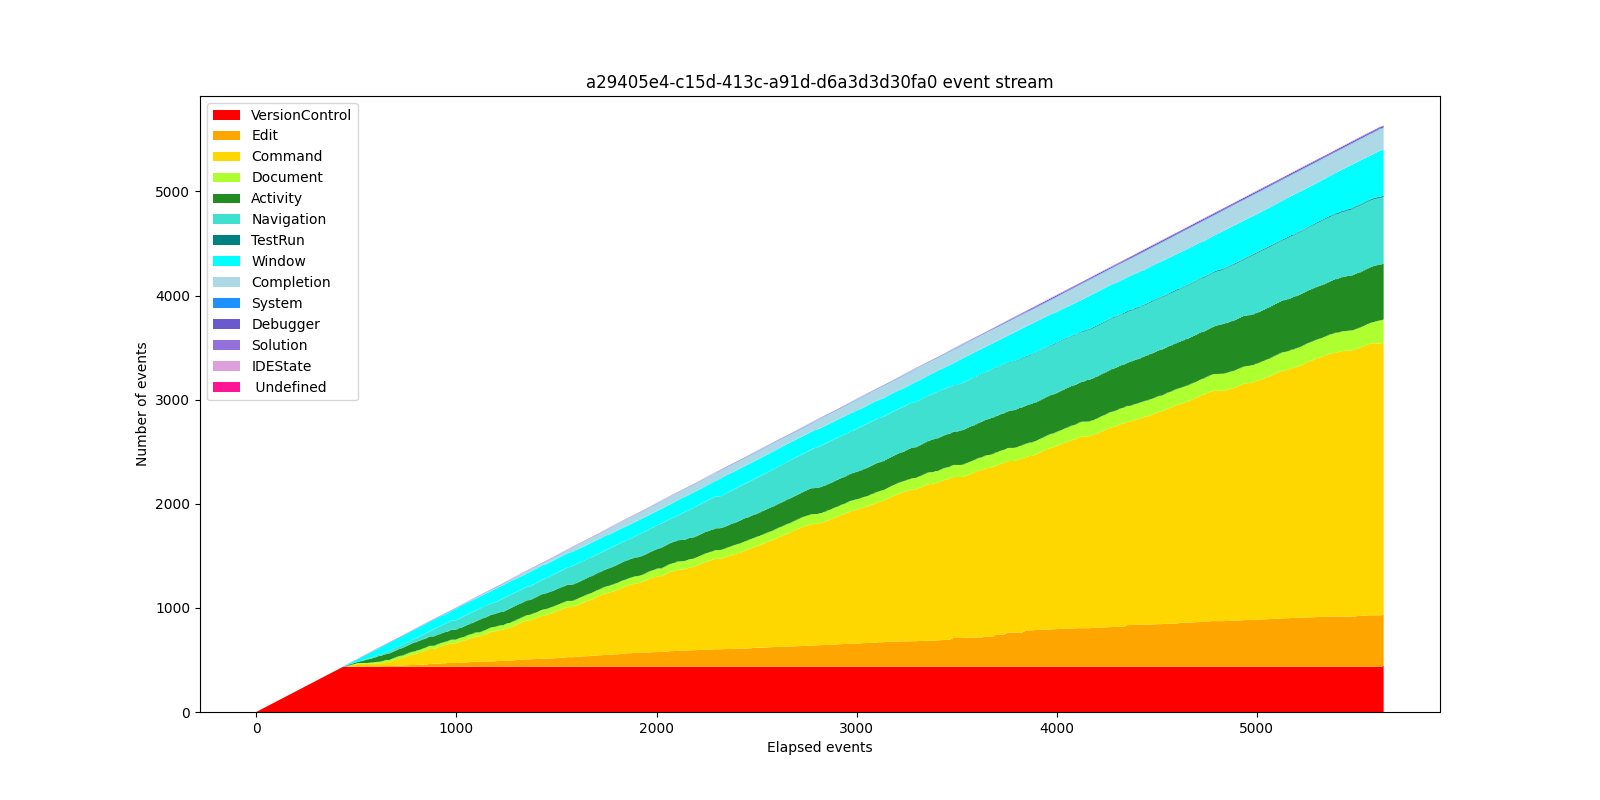 a29405e4-c15d-413c-a91d-d6a3d3d30fa0 event stream
VersionControl
Edit
Command
Document
Activity
Navigation
TestRun
Window
Completion
System
Debugger
Solution
IDEState
Undefined
Number of events
5000
4000
3000
2000
1000
0
0 1000 2000 3000 4000 5000
Elapsed events